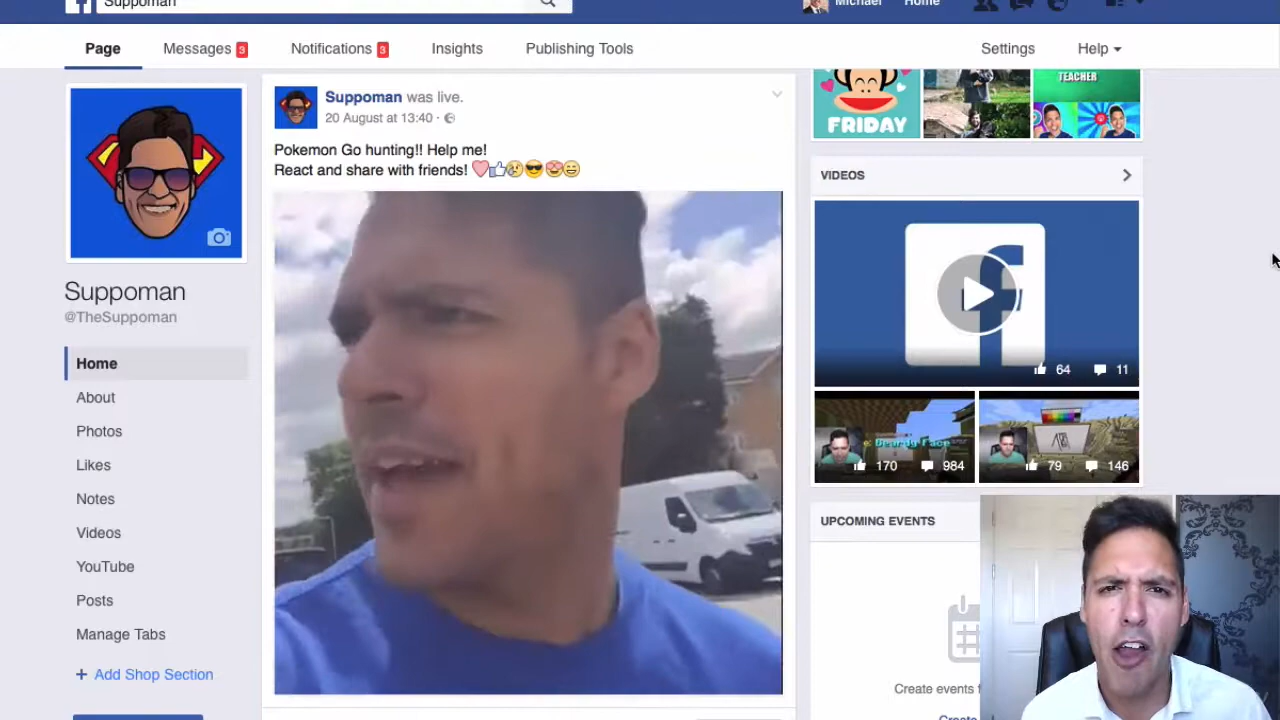 Suppoman
Michael
Home
Page
Messages 3
Notifications 3
Insights
Publishing Tools
Settings
Help
Suppoman
@TheSuppoman
Home
About
Photos
Likes
Notes
Videos
YouTube
Posts
Manage Tabs
+ Add Shop Section
Suppoman was live.
20 August at 13:40 ·
Pokemon Go hunting!! Help me!
React and share with friends!
FRIDAY
TEACHER
VIDEOS
64 11
Beardy Face
170 984
79 146
UPCOMING EVENTS
Create events f
Create